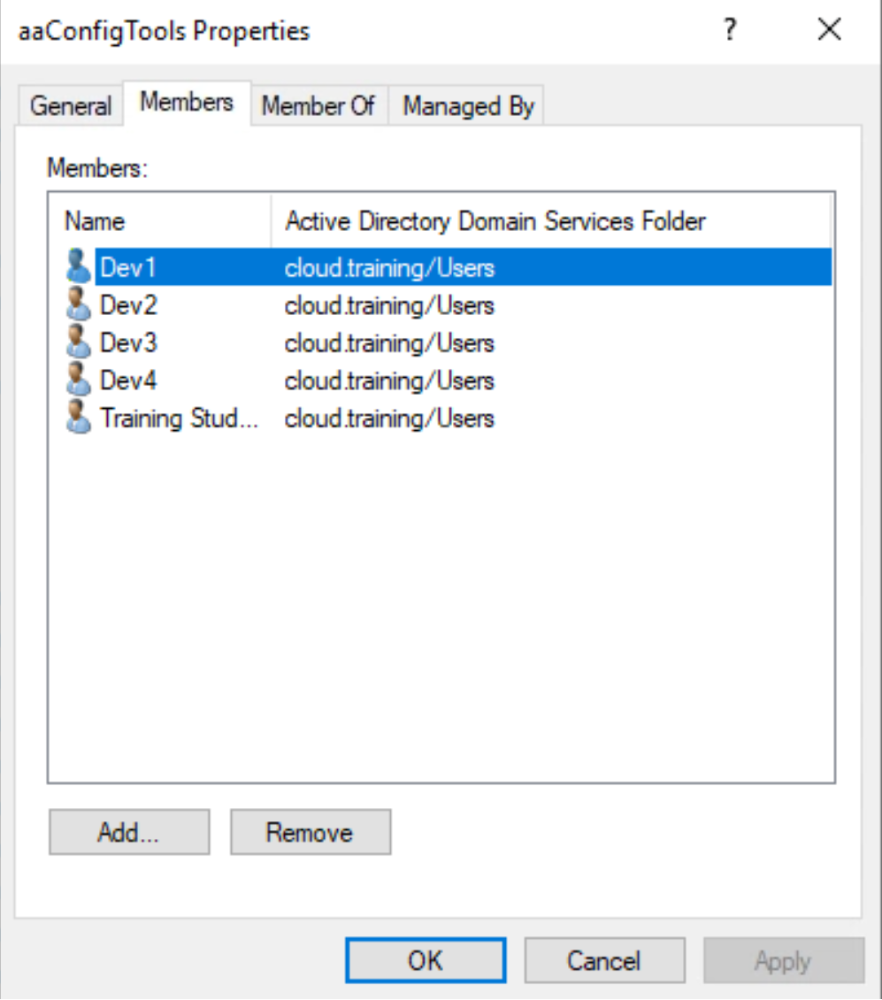 aaConfigTools Properties ?
General Members Member Of Managed By
Members:
Name Active Directory Domain Services Folder
Dev1 cloud.training/Users
Dev2 cloud.training/Users
Dev3 cloud.training/Users
Dev4 cloud.training/Users
Training Stud... cloud.training/Users
Add... Remove
OK Cancel Apply